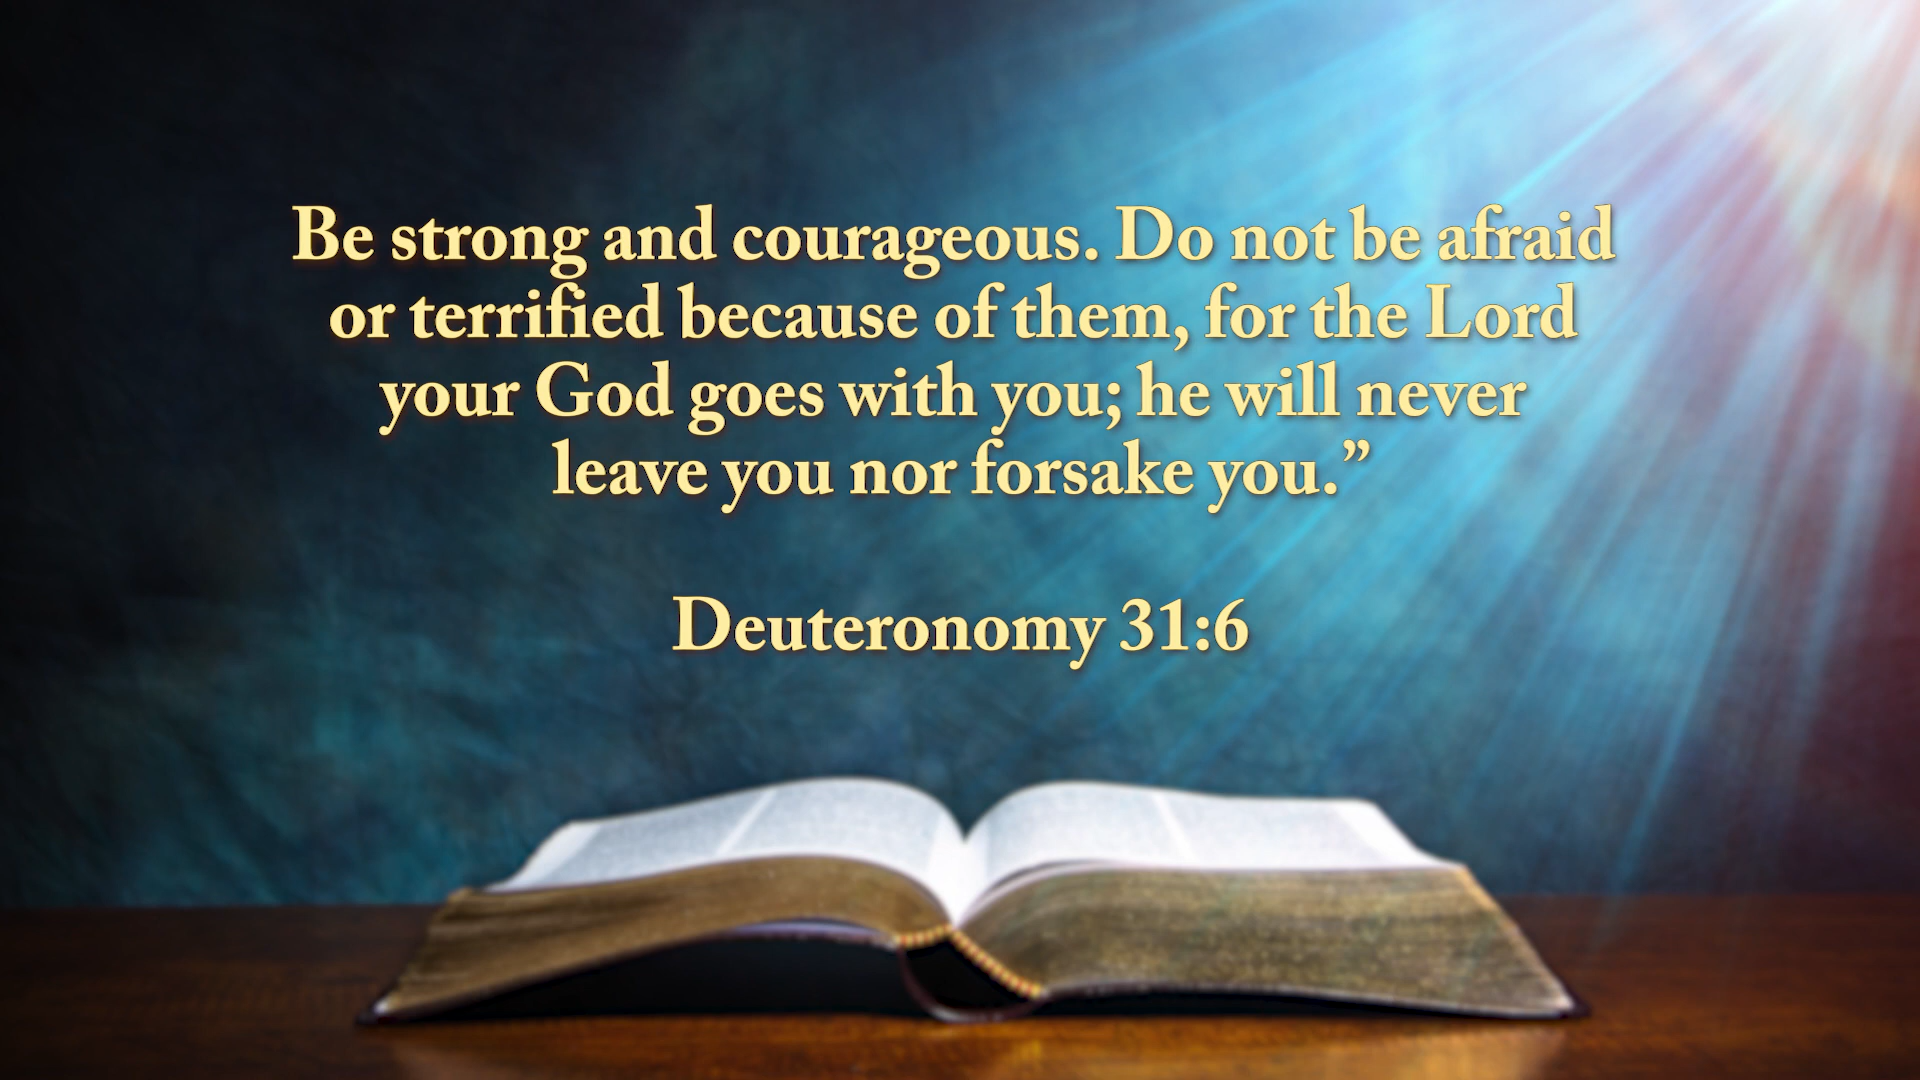 Be strong and courageous. Do not be afraid
or terrified because of them, for the Lord
your God goes with you; he will never
leave you nor forsake you.”
Deuteronomy 31:6